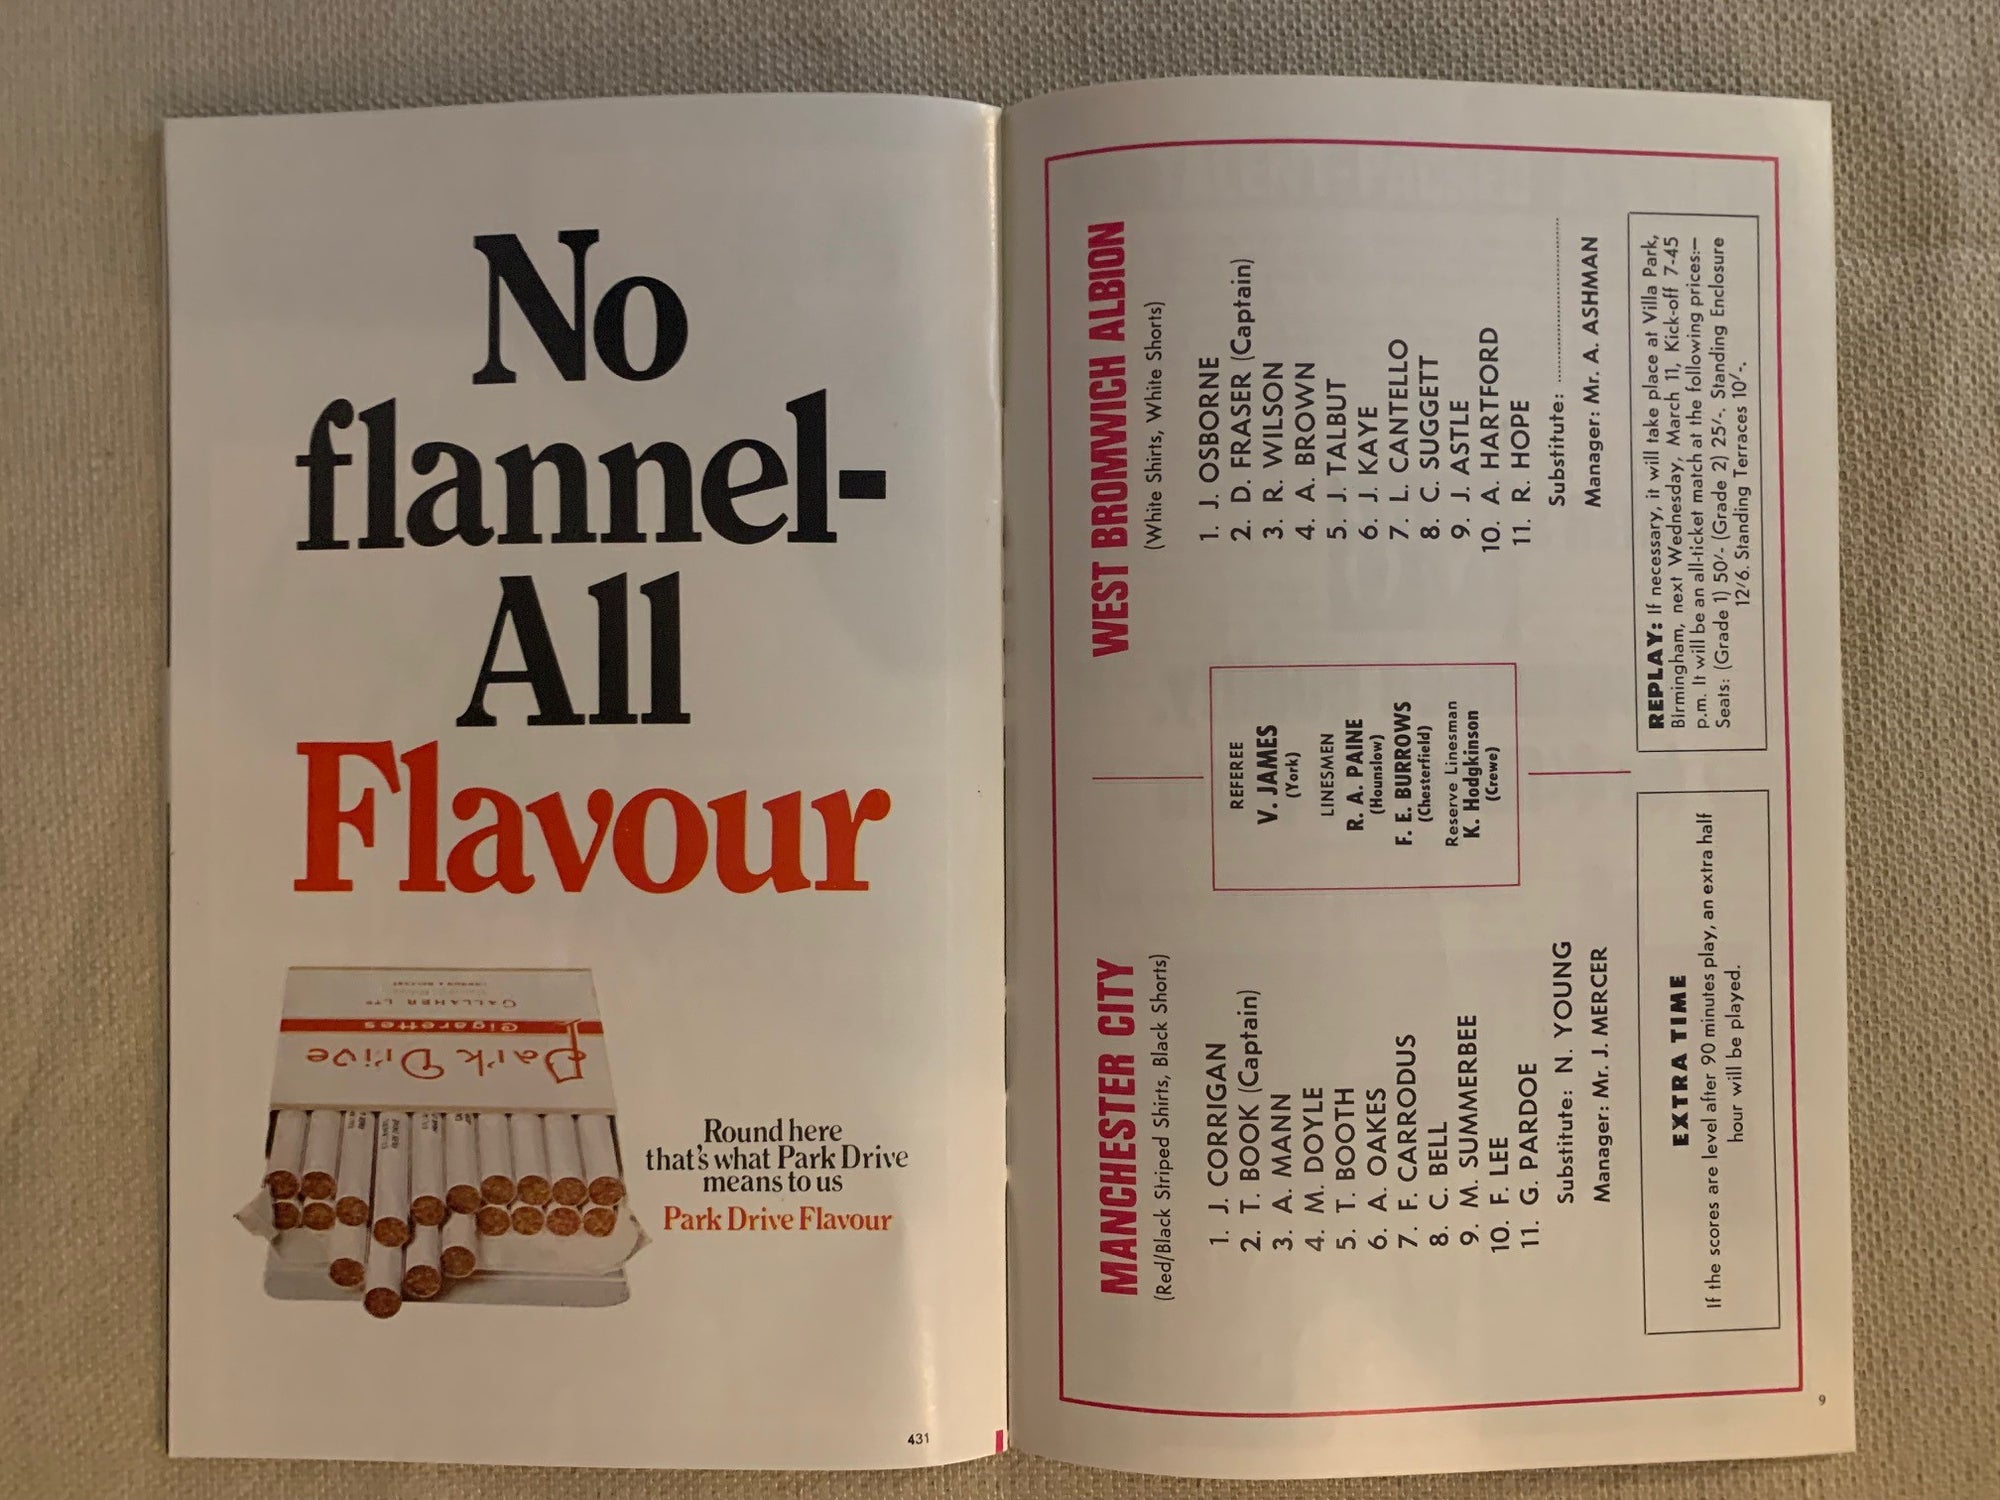 No
flannel-
All
Flavour
GALLAHER LTD
Cigarettes
Park Drive
Round here
that's what Park Drive
means to us
Park Drive Flavour
431
MANCHESTER CITY
(Red/Black Striped Shirts, Black Shorts)
1. J. CORRIGAN
2. T. BOOK (Captain)
3. A. MANN
4. M. DOYLE
5. T. BOOTH
6. A. OAKES
7. F. CARRODUS
8. C. BELL
9. M. SUMMERBEE
10. F. LEE
11. G. PARDOE
Substitute: N. YOUNG
Manager: Mr. J. MERCER
REFEREE
V. JAMES
(York)
LINESMEN
R. A. PAINE
(Hounslow)
F. E. BURROWS
(Chesterfield)
Reserve Linesman
K. Hodgkinson
(Crewe)
WEST BROMWICH ALBION
(White Shirts, White Shorts)
1. J. OSBORNE
2. D. FRASER (Captain)
3. R. WILSON
4. A. BROWN
5. J. TALBUT
6. J. KAYE
7. L. CANTELLO
8. C. SUGGETT
9. J. ASTLE
10. A. HARTFORD
11. R. HOPE
Substitute: ..............................
Manager: Mr. A. ASHMAN
EXTRA TIME
If the scores are level after 90 minutes play, an extra half
hour will be played.
REPLAY: If necessary, it will take place at Villa Park,
Birmingham, next Wednesday, March 11, Kick-off 7-45
p.m. It will be an all-ticket match at the following prices:—
Seats: (Grade 1) 50/- (Grade 2) 25/-. Standing Enclosure
12/6. Standing Terraces 10/-.
9